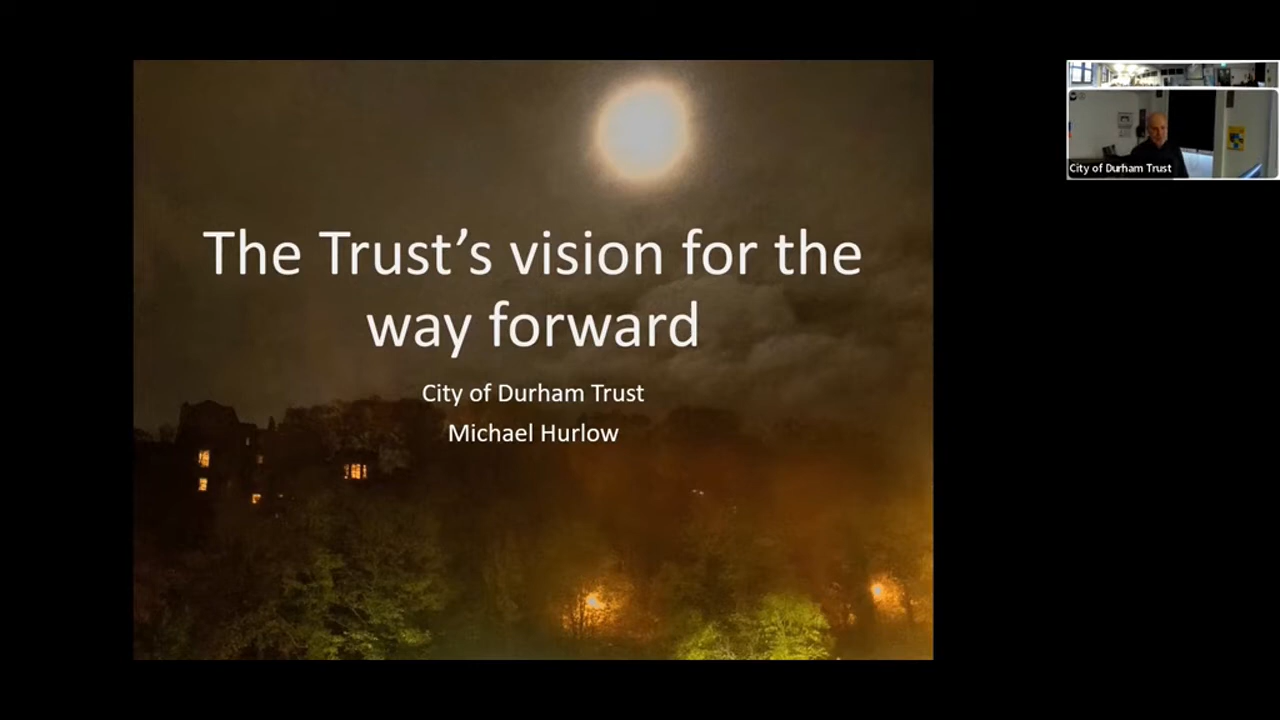 The Trust's vision for the
way forward
City of Durham Trust
Michael Hurlow
City of Durham Trust